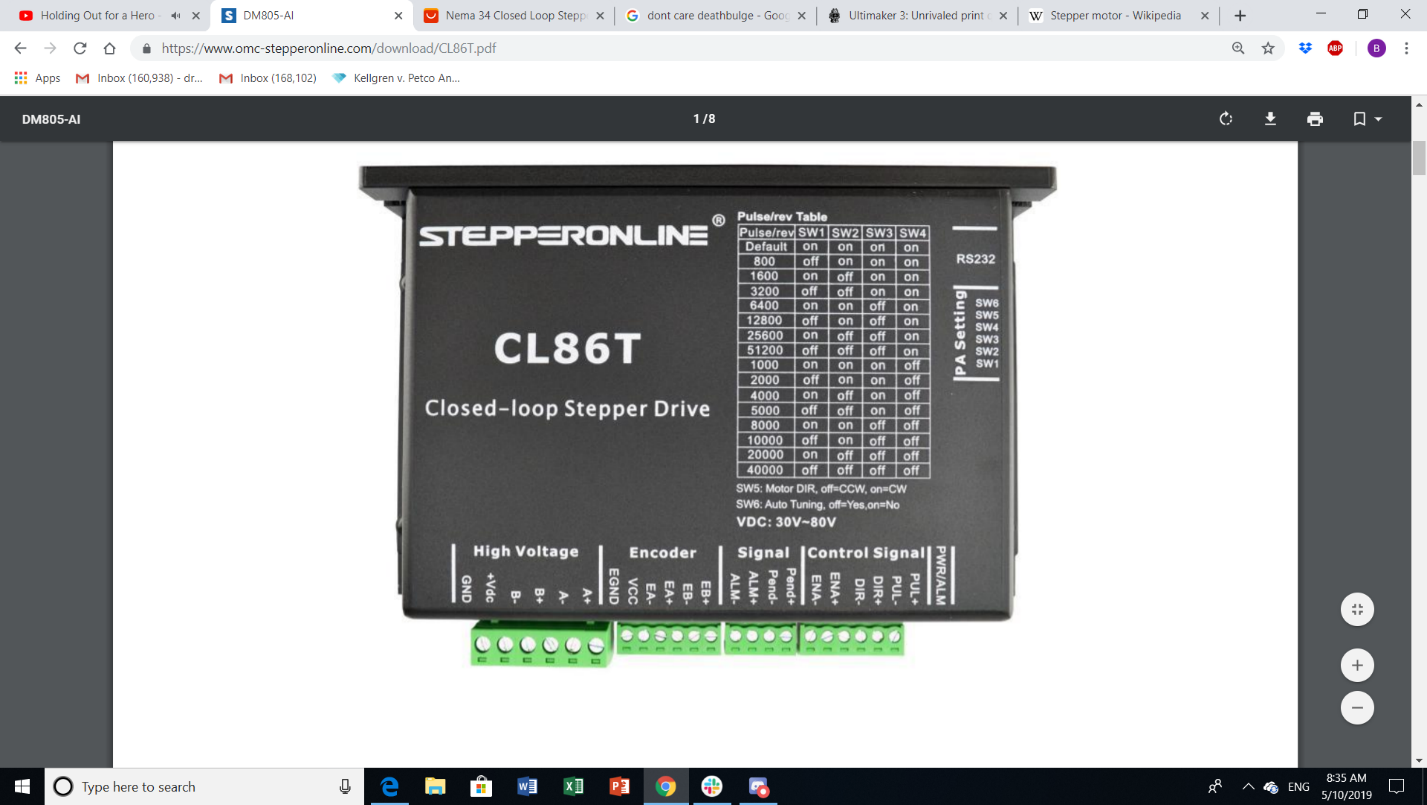 Holding Out for a Hero
DM805-AI
Nema 34 Closed Loop Stepp
dont care deathbulge - Goog
Ultimaker 3: Unrivaled print
Stepper motor - Wikipedia
https://www.omc-stepperonline.com/download/CL86T.pdf
Apps
Inbox (160,938) - dr...
Inbox (168,102)
Kellgren v. Petco An...
DM805-AI
1 / 8
STEPPERONLINE®
CL86T
Closed-loop Stepper Drive
Pulse/rev Table
Pulse/rev SW1 SW2 SW3 SW4
Default on on on on
800 off on on on
1600 on off on on
3200 off off on on
6400 on on off on
12800 off on off on
25600 on off off on
51200 off off off on
1000 on on on off
2000 off on on off
4000 on off on off
5000 off off on off
8000 on on off off
10000 off on off off
20000 on off off off
40000 off off off off
SW5: Motor DIR, off=CCW, on=CW
SW6: Auto Tuning, off=Yes,on=No
VDC: 30V~80V
RS232
PA Setting
SW6
SW5
SW4
SW3
SW2
SW1
High Voltage
GND
+Vdc
B-
B+
A-
A+
Encoder
EGND
VCC
EA-
EA+
EB-
EB+
Signal
ALM-
ALM+
Pend-
Pend+
Control Signal
ENA-
ENA+
DIR-
DIR+
PUL-
PUL+
PWR/ALM
Type here to search
ENG
8:35 AM
5/10/2019